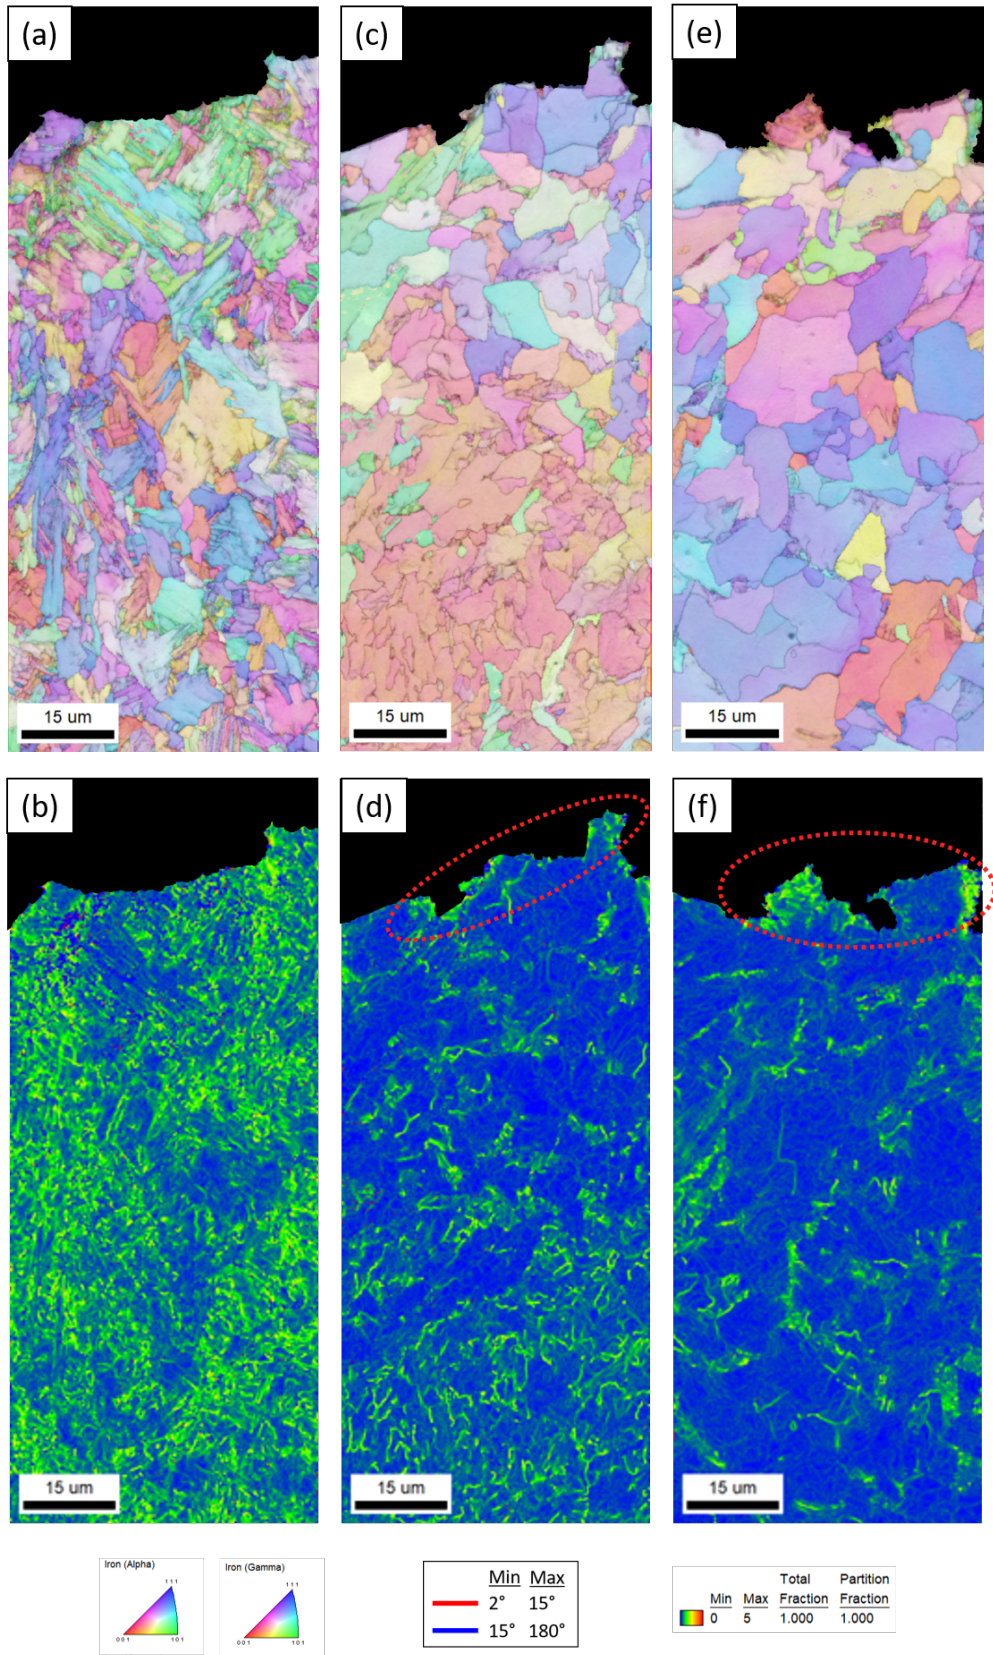 (a)
(c)
(e)
15 um
15 um
15 um
(b)
(d)
(f)
15 um
15 um
15 um
Iron (Alpha)
111
001
101
Iron (Gamma)
111
001
101
Min Max
2° 15°
15° 180°
Total Partition
Min Max Fraction Fraction
0 5 1.000 1.000